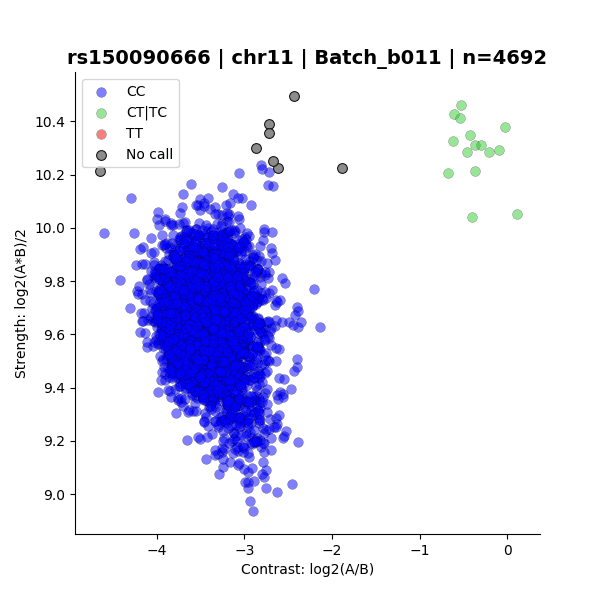 rs150090666 | chr11 | Batch_b011 | n=4692
CC
CT|TC
TT
No call
10.4
10.2
10.0
9.8
9.6
9.4
9.2
9.0
Strength: log2(A*B)/2
−4
−3
−2
−1
0
Contrast: log2(A/B)